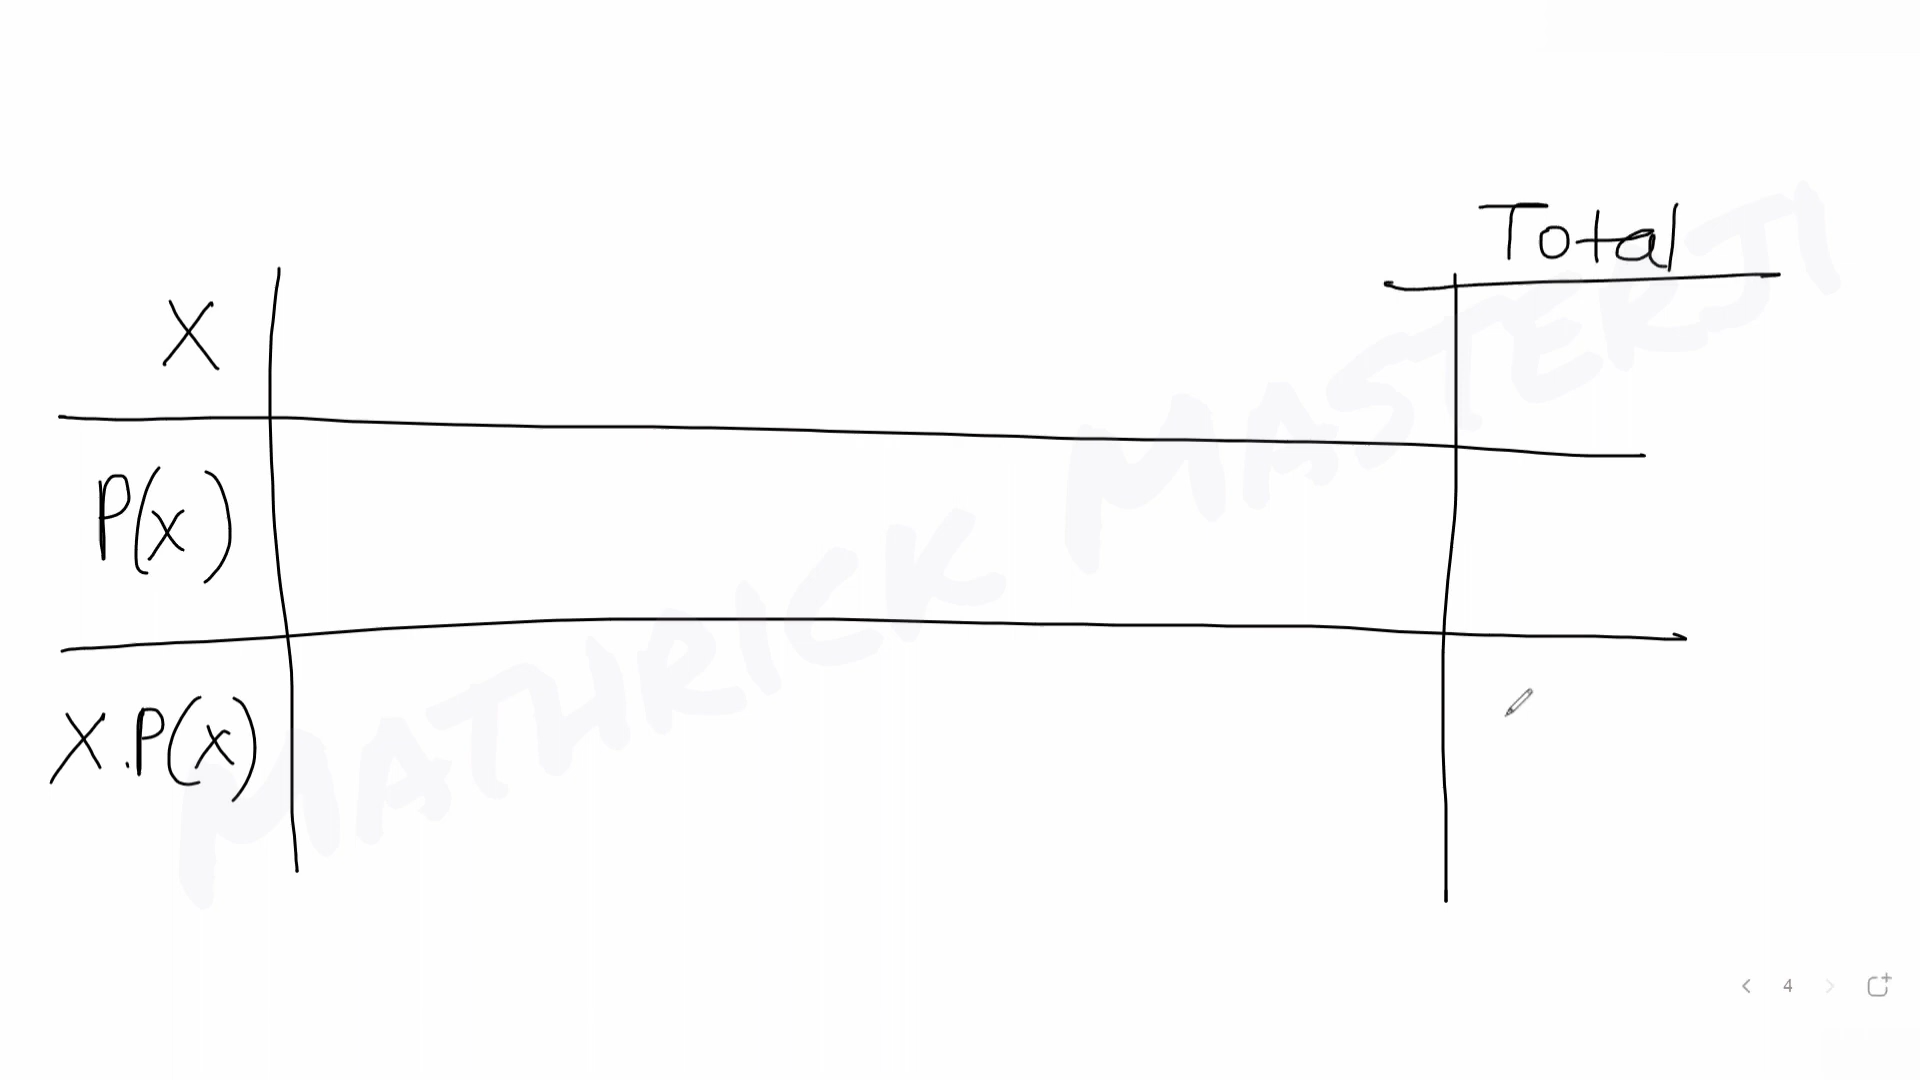 Total
X
P(x)
X.P(x)
MATHRICK MASTERJI
4